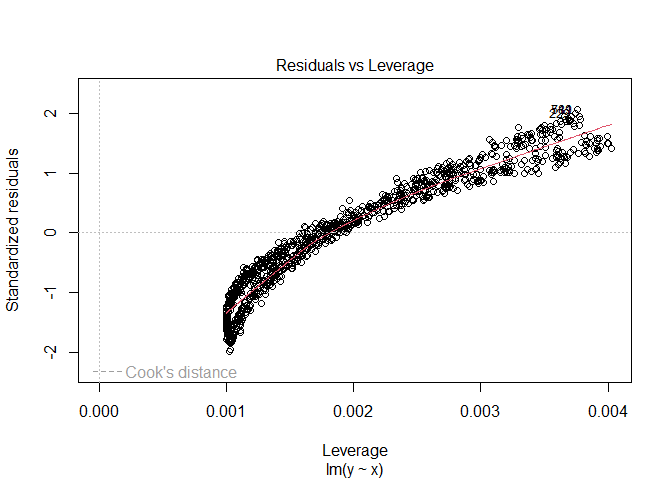 Residuals vs Leverage
Standardized residuals
2
1
0
-1
-2
Cook's distance
0.000 0.001 0.002 0.003 0.004
Leverage
lm(y ~ x)